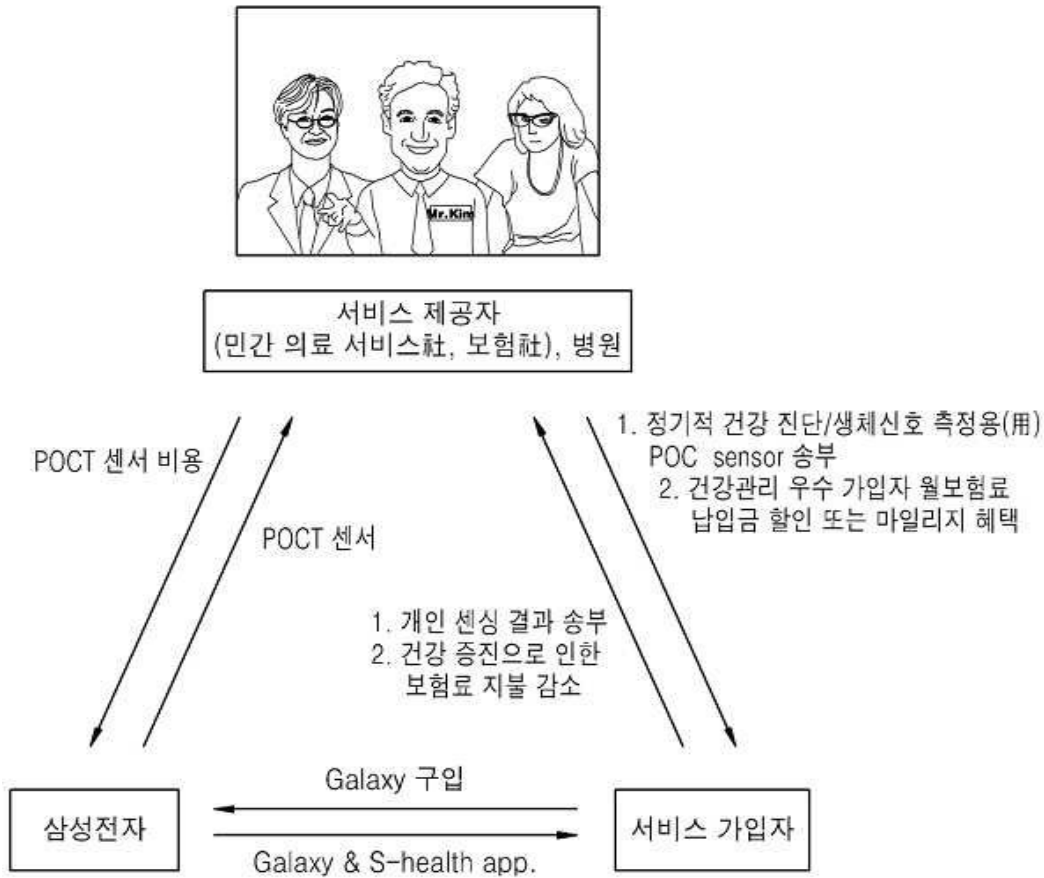 Mr.Kim
서비스 제공자
(민간 의료 서비스社, 보험社), 병원
POCT 센서 비용
POCT 센서
1. 정기적 건강 진단/생체신호 측정용(用)
POC sensor 송부
2. 건강관리 우수 가입자 월보험료
납입금 할인 또는 마일리지 혜택
1. 개인 센싱 결과 송부
2. 건강 증진으로 인한
보험료 지불 감소
Galaxy 구입
삼성전자
서비스 가입자
Galaxy & S-health app.